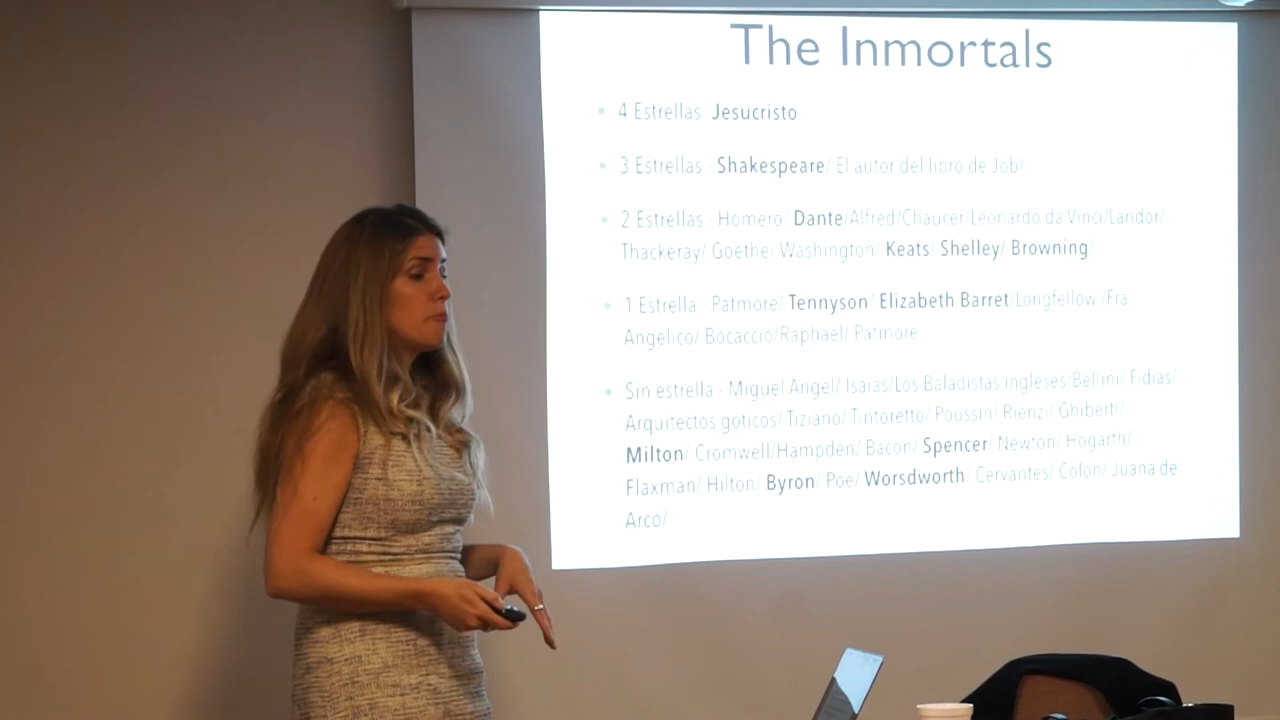 The Inmortals
• 4 Estrellas - Jesucristo
• 3 Estrellas - Shakespeare/ El autor del libro de Job/
• 2 Estrellas - Homero/ Dante/Alfred/Chaucer/Leonardo da Vinci/Landor/
Thackeray/ Goethe/ Washington/ Keats/ Shelley/ Browning/
• 1 Estrella - Patmore/ Tennyson/ Elizabeth Barret/Longfellow /Fra
Angelico/ Bocaccio/Raphael/ Patmore
• Sin estrella - Miguel Angel/ Isaias/Los Baladistas ingleses/Bellini/ Fidias/
Arquitectos goticos/ Tiziano/ Tintoretto/ Poussin/ Rienzi/ Ghiberti/
Milton/ Cromwell/Hampden/ Bacon/ Spencer/ Newton/ Hogarth/
Flaxman/ Hilton/ Byron/ Poe/ Worsdworth/ Cervantes/ Colon/ Juana de
Arco/